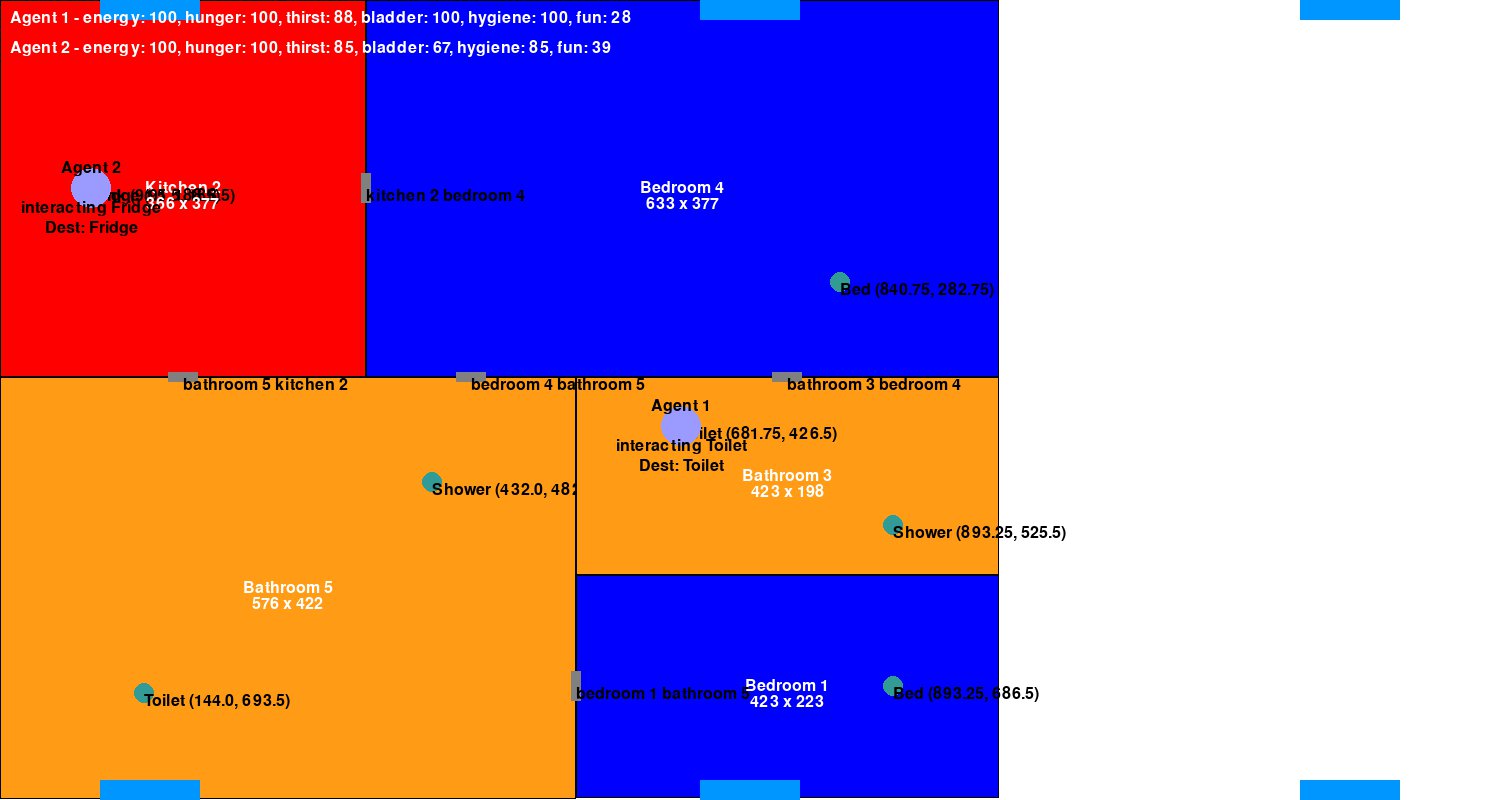 Agent 1 - energy: 100, hunger: 100, thirst: 88, bladder: 100, hygiene: 100, fun: 28
Agent 2 - energy: 100, hunger: 100, thirst: 85, bladder: 67, hygiene: 85, fun: 39
Agent 2
Kitchen 2
366 x 377
interacting Fridge
Dest: Fridge
kitchen 2 bedroom 4
Bedroom 4
633 x 377
Bed (840.75, 282.75)
bathroom 5 kitchen 2
bedroom 4 bathroom 5
bathroom 3 bedroom 4
Agent 1
ilet (681.75, 426.5)
interacting Toilet
Dest: Toilet
Bathroom 3
423 x 198
Shower (432.0, 482
Shower (893.25, 525.5)
Bathroom 5
576 x 422
Toilet (144.0, 693.5)
bedroom 1 bathroom 5
Bedroom 1
423 x 223
Bed (893.25, 686.5)